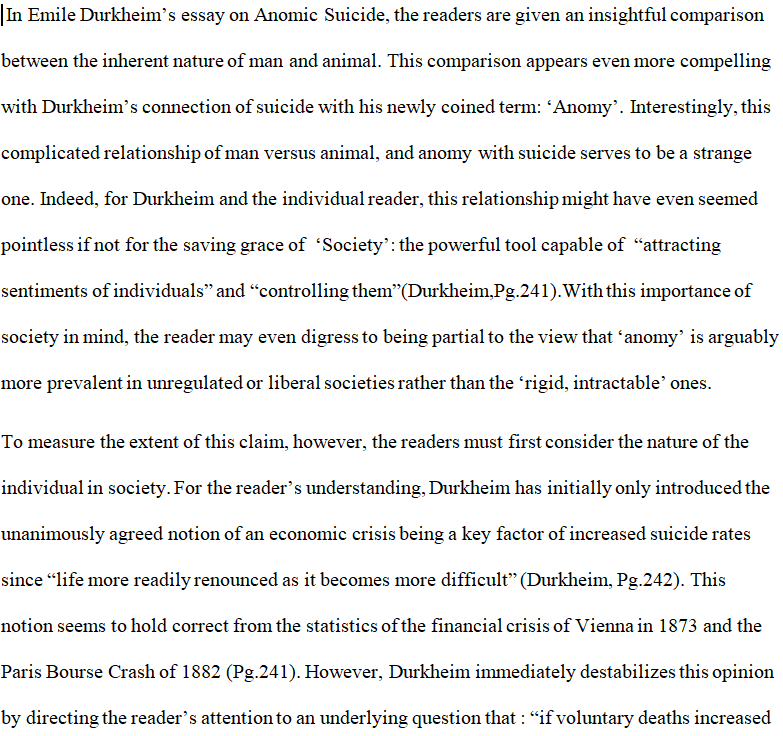 In Emile Durkheim’s essay on Anomic Suicide, the readers are given an insightful comparison
between the inherent nature of man and animal. This comparison appears even more compelling
with Durkheim’s connection of suicide with his newly coined term: ‘Anomy’. Interestingly, this
complicated relationship of man versus animal, and anomy with suicide serves to be a strange
one. Indeed, for Durkheim and the individual reader, this relationship might have even seemed
pointless if not for the saving grace of ‘Society’: the powerful tool capable of “attracting
sentiments of individuals” and “controlling them”(Durkheim,Pg.241).With this importance of
society in mind, the reader may even digress to being partial to the view that ‘anomy’ is arguably
more prevalent in unregulated or liberal societies rather than the ‘rigid, intractable’ ones.
To measure the extent of this claim, however, the readers must first consider the nature of the
individual in society. For the reader’s understanding, Durkheim has initially only introduced the
unanimously agreed notion of an economic crisis being a key factor of increased suicide rates
since “life more readily renounced as it becomes more difficult” (Durkheim, Pg.242). This
notion seems to hold correct from the statistics of the financial crisis of Vienna in 1873 and the
Paris Bourse Crash of 1882 (Pg.241). However, Durkheim immediately destabilizes this opinion
by directing the reader’s attention to an underlying question that : “if voluntary deaths increased